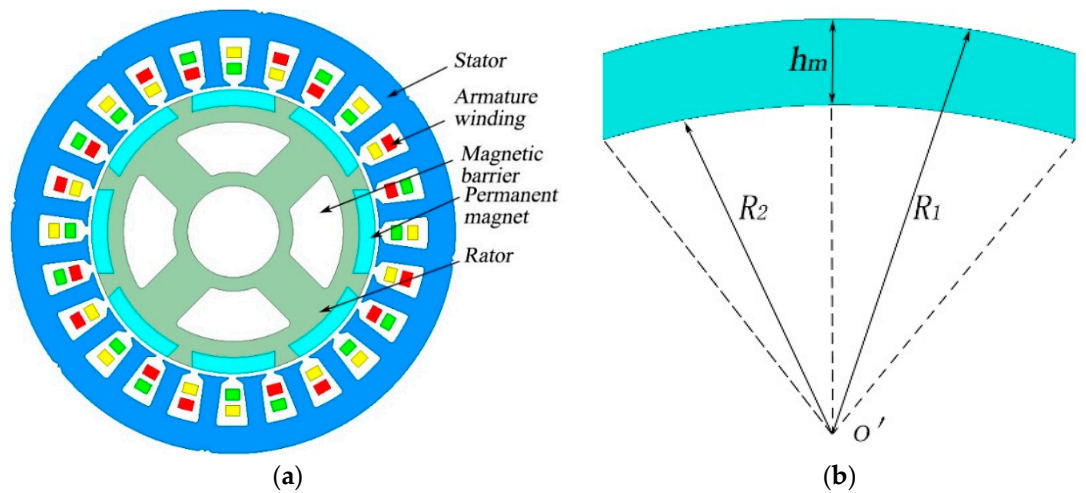 Stator
Armature
winding
Magnetic
barrier
Permanent
magnet
Rator
hm
R2
R1
O'
(a)
(b)